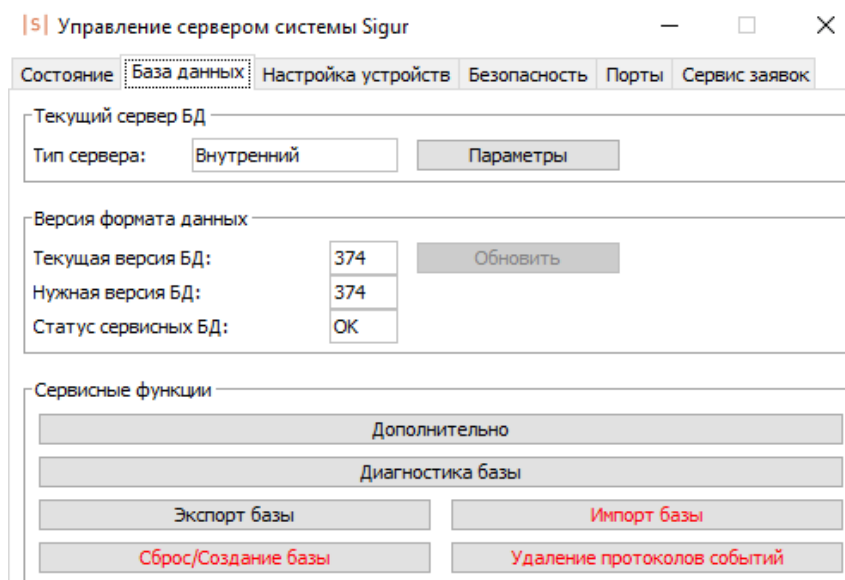 |S| Управление сервером системы Sigur
Состояние База данных Настройка устройств Безопасность Порты Сервис заявок
Текущий сервер БД
Тип сервера: Внутренний Параметры
Версия формата данных
Текущая версия БД: 374 Обновить
Нужная версия БД: 374
Статус сервисных БД: OK
Сервисные функции
Дополнительно
Диагностика базы
Экспорт базы Импорт базы
Сброс/Создание базы Удаление протоколов событий